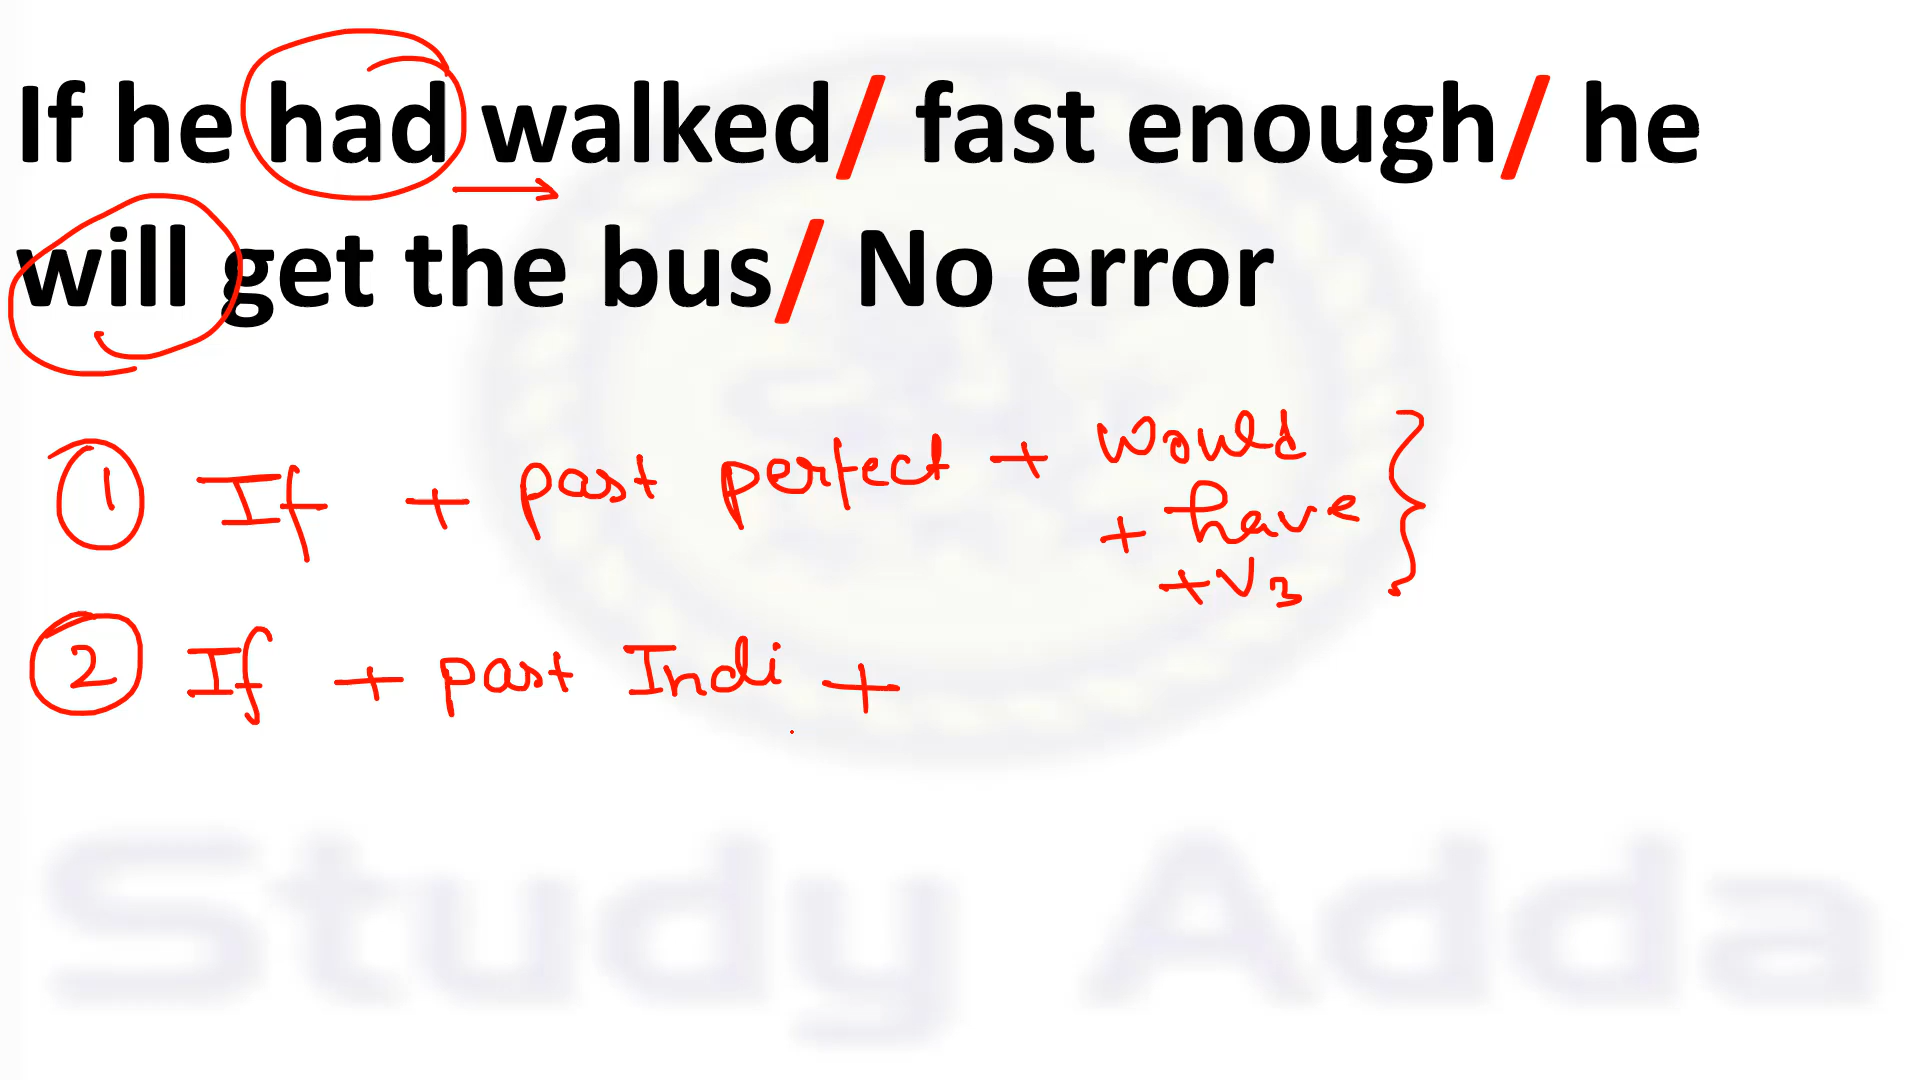 If he had walked/ fast enough/ he
will get the bus/ No error
1 If + past perfect + would
+ have
+ V3
2 If + past Indi +
Study Adda